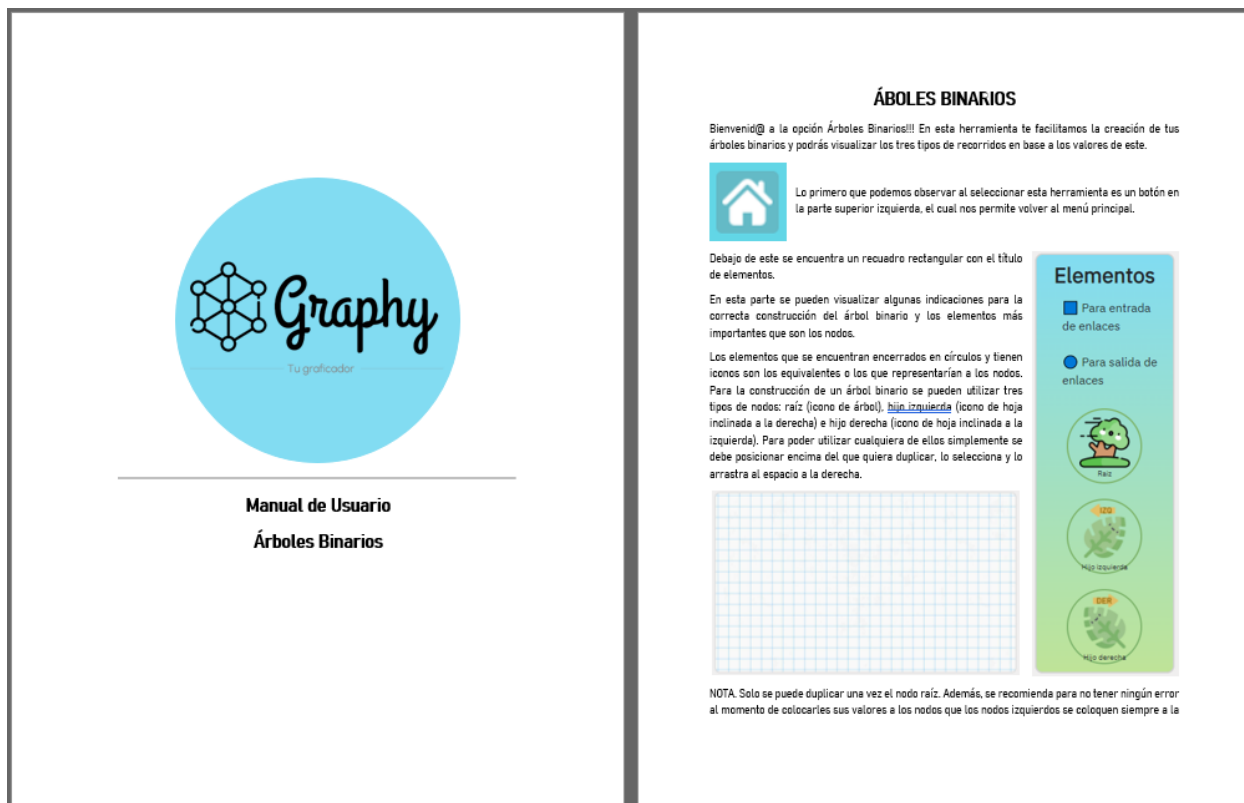 Graphy
Tu graficador
Manual de Usuario
Árboles Binarios
ÁBOLES BINARIOS
Bienvenid@ a la opción Árboles Binarios!!! En esta herramienta te facilitamos la creación de tus
árboles binarios y podrás visualizar los tres tipos de recorridos en base a los valores de este.
Lo primero que podemos observar al seleccionar esta herramienta es un botón en
la parte superior izquierda, el cual nos permite volver al menú principal.
Debajo de este se encuentra un recuadro rectangular con el título
de elementos.
En esta parte se pueden visualizar algunas indicaciones para la
correcta construcción del árbol binario y los elementos más
importantes que son los nodos.
Los elementos que se encuentran encerrados en círculos y tienen
iconos son los equivalentes o los que representarían a los nodos.
Para la construcción de un árbol binario se pueden utilizar tres
tipos de nodos: raíz (icono de árbol), hijo izquierda (icono de hoja
inclinada a la derecha) e hijo derecha (icono de hoja inclinada a la
izquierda). Para poder utilizar cualquiera de ellos simplemente se
debe posicionar encima del que quiera duplicar, lo selecciona y lo
arrastra al espacio a la derecha.
Elementos
Para entrada
de enlaces
Para salida de
enlaces
Raiz
IZQ
Hijo izquierda
DER
Hijo derecha
NOTA. Solo se puede duplicar una vez el nodo raíz. Además, se recomienda para no tener ningún error
al momento de colocarles sus valores a los nodos que los nodos izquierdos se coloquen siempre a la